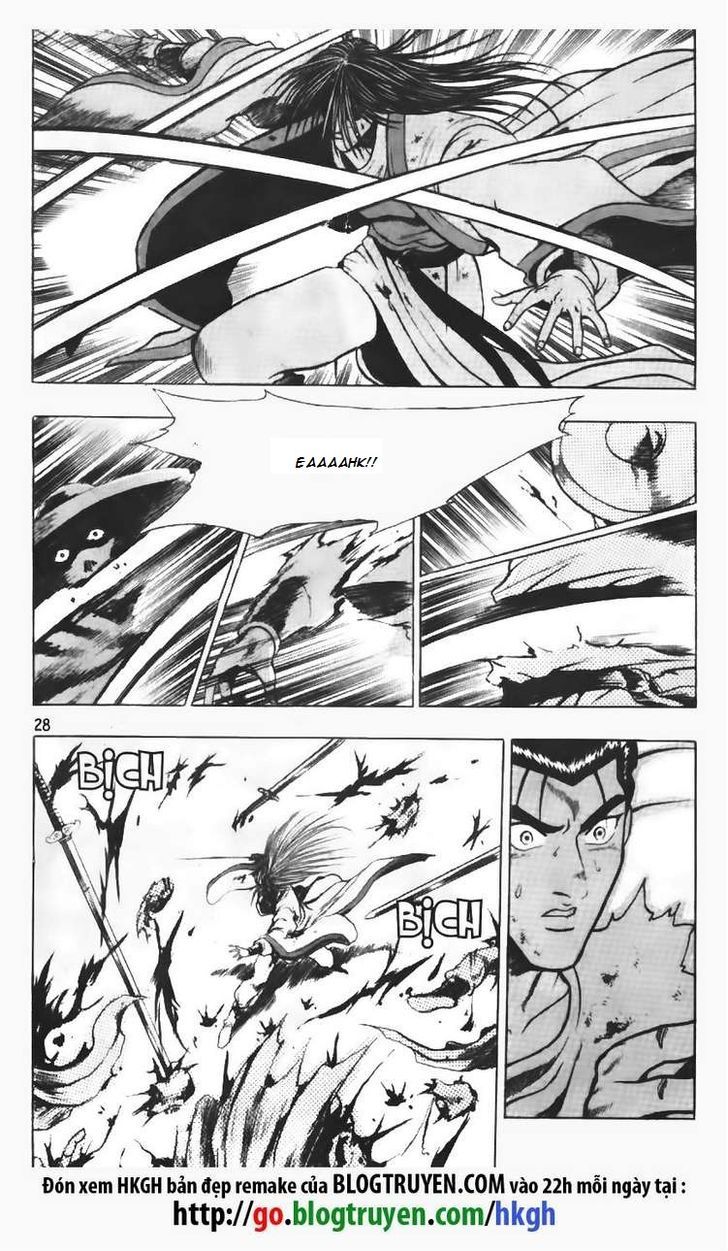 EAAAAHK!!
28
BỊCH
BỊCH
Đón xem HKGH bản đẹp remake của BLOGTRUYEN.COM vào 22h mỗi ngày tại :
http://go.blogtruyen.com/hkgh